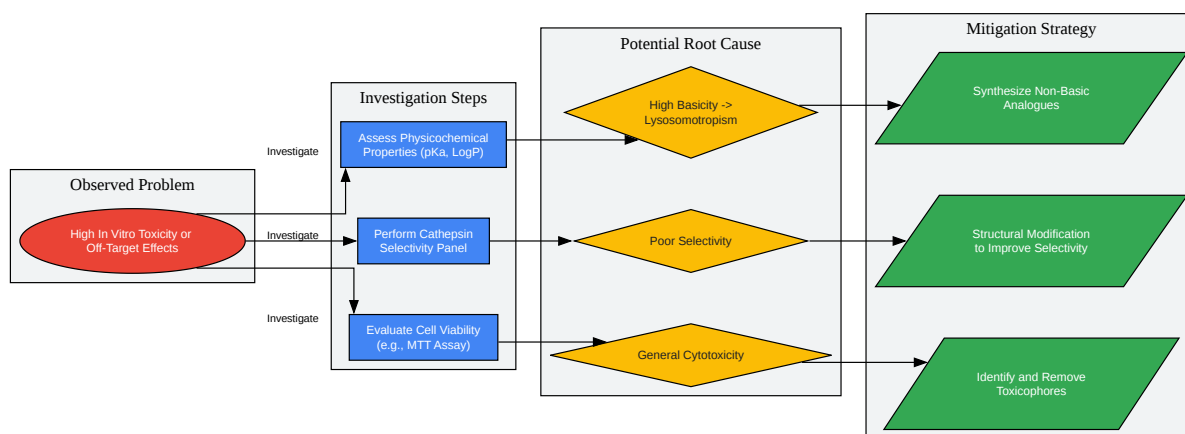 Observed Problem
High In Vitro Toxicity or
Off-Target Effects
Investigate
Investigate
Investigate
Investigation Steps
Assess Physicochemical
Properties (pKa, LogP)
Perform Cathepsin
Selectivity Panel
Evaluate Cell Viability
(e.g., MTT Assay)
Potential Root Cause
High Basicity ->
Lysosomotropism
Poor Selectivity
General Cytotoxicity
Mitigation Strategy
Synthesize Non-Basic
Analogues
Structural Modification
to Improve Selectivity
Identify and Remove
Toxicophores